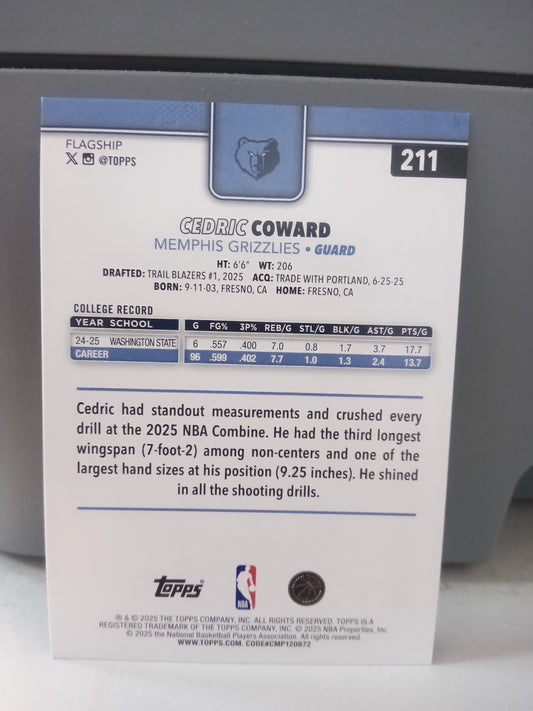 FLAGSHIP
X @TOPPS
211
CEDRIC COWARD
MEMPHIS GRIZZLIES • GUARD
HT: 6'6" WT: 206
DRAFTED: TRAIL BLAZERS #1, 2025 ACQ: TRADE WITH PORTLAND, 6-25-25
BORN: 9-11-03, FRESNO, CA HOME: FRESNO, CA
COLLEGE RECORD
YEAR SCHOOL G FG% 3P% REB/G STL/G BLK/G AST/G PTS/G
24-25 WASHINGTON STATE 6 .557 .400 7.0 0.8 1.7 3.7 17.7
CAREER 96 .599 .402 7.7 1.0 1.3 2.4 13.7
Cedric had standout measurements and crushed every
drill at the 2025 NBA Combine. He had the third longest
wingspan (7-foot-2) among non-centers and one of the
largest hand sizes at his position (9.25 inches). He shined
in all the shooting drills.
Topps
NBA
® & © 2025 THE TOPPS COMPANY, INC. ALL RIGHTS RESERVED. TOPPS IS A
REGISTERED TRADEMARK OF THE TOPPS COMPANY, INC. © 2025 NBA Properties, Inc.
© 2025 the National Basketball Players Association. All rights reserved.
WWW.TOPPS.COM. CODE#CMP120872